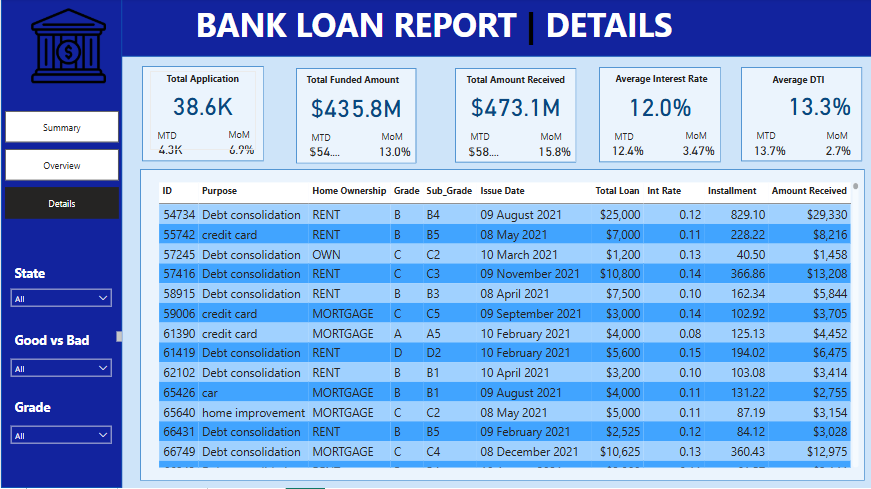 BANK LOAN REPORT | DETAILS
$
Summary
Overview
Details
State
All
Good vs Bad
All
Grade
All
Total Application
38.6K
MTD MoM
4.3K 6.9%
Total Funded Amount
$435.8M
MTD MoM
$54.... 13.0%
Total Amount Received
$473.1M
MTD MoM
$58.... 15.8%
Average Interest Rate
12.0%
MTD MoM
12.4% 3.47%
Average DTI
13.3%
MTD MoM
13.7% 2.7%
ID Purpose Home Ownership Grade Sub_Grade Issue Date Total Loan Int Rate Installment Amount Received
54734 Debt consolidation RENT B B4 09 August 2021 $25,000 0.12 829.10 $29,330
55742 credit card RENT B B5 08 May 2021 $7,000 0.11 228.22 $8,216
57245 Debt consolidation OWN C C2 10 March 2021 $1,200 0.13 40.50 $1,458
57416 Debt consolidation RENT C C3 09 November 2021 $10,800 0.14 366.86 $13,208
58915 Debt consolidation RENT B B3 08 April 2021 $7,500 0.10 162.34 $5,844
59006 credit card MORTGAGE C C5 09 September 2021 $3,000 0.14 102.92 $3,705
61390 credit card MORTGAGE A A5 10 February 2021 $4,000 0.08 125.13 $4,452
61419 Debt consolidation RENT D D2 10 February 2021 $5,600 0.15 194.02 $6,475
62102 Debt consolidation RENT B B1 10 April 2021 $3,200 0.10 103.08 $3,414
65426 car MORTGAGE B B1 09 August 2021 $4,000 0.11 131.22 $2,755
65640 home improvement MORTGAGE C C2 08 May 2021 $5,000 0.11 87.19 $3,154
66431 Debt consolidation RENT B B5 09 February 2021 $2,525 0.12 84.12 $3,028
66749 Debt consolidation MORTGAGE C C4 08 December 2021 $10,625 0.13 360.43 $12,975